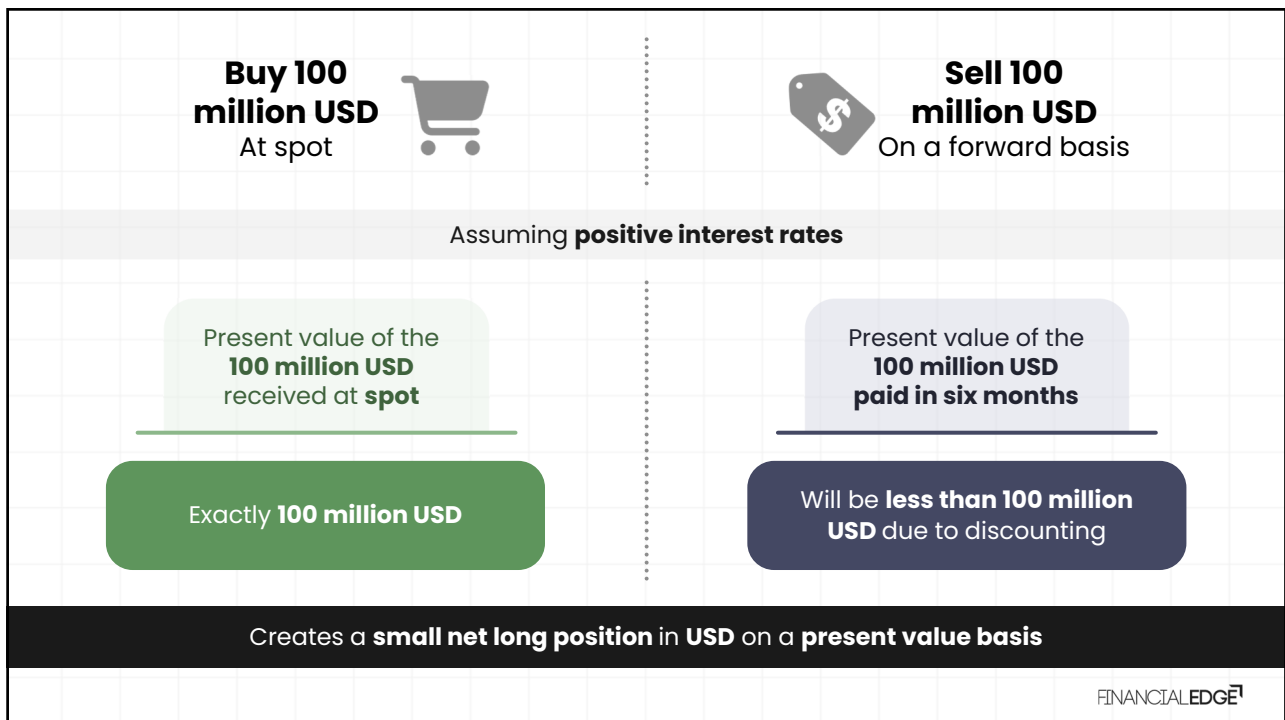 Buy 100
million USD
At spot
$
Sell 100
million USD
On a forward basis
Assuming positive interest rates
Present value of the
100 million USD
received at spot
Present value of the
100 million USD
paid in six months
Exactly 100 million USD
Will be less than 100 million
USD due to discounting
Creates a small net long position in USD on a present value basis
FINANCIALEDGE